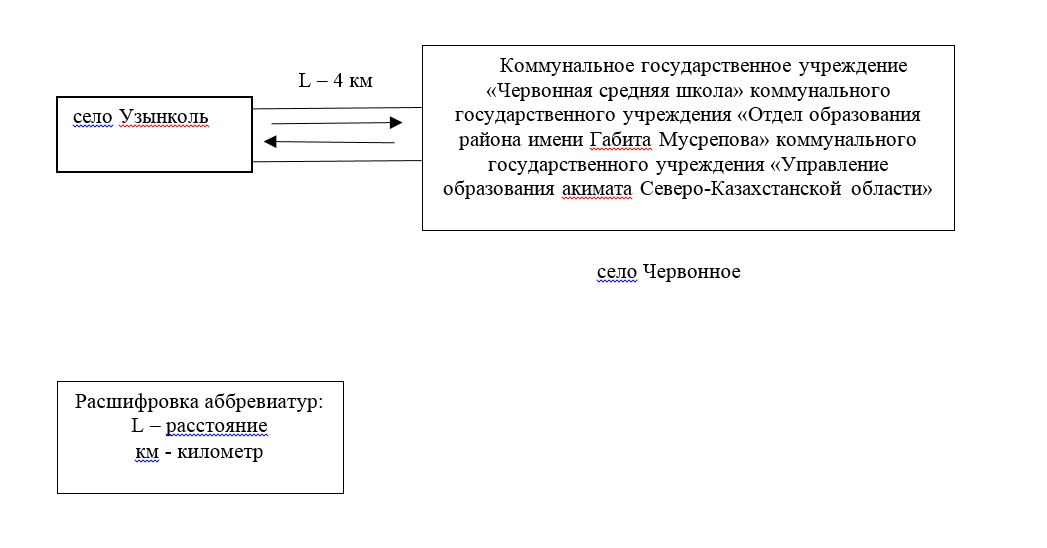 L – 4 км
село Узынколь
Коммунальное государственное учреждение
«Червонная средняя школа» коммунального
государственного учреждения «Отдел образования
района имени Габита Мусрепова» коммунального
государственного учреждения «Управление
образования акимата Северо-Казахстанской области»
село Червонное
Расшифровка аббревиатур:
L – расстояние
км - километр